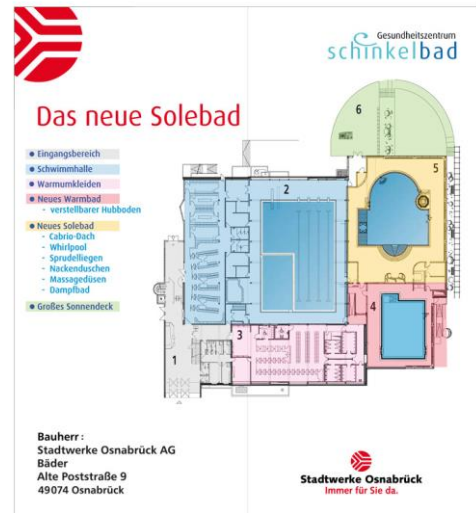 Gesundheitszentrum
schinkelbad
Das neue Solebad
• Eingangsbereich
• Schwimmhalle
• Warmumkleiden
• Neues Warmbad
- verstellbarer Hubboden
• Neues Solebad
- Cabrio-Dach
- Whirlpool
- Sprudelliegen
- Nackenduschen
- Massagedüsen
- Dampfbad
• Großes Sonnendeck
6
5
2
4
3
1
Bauherr :
Stadtwerke Osnabrück AG
Bäder
Alte Poststraße 9
49074 Osnabrück
Stadtwerke Osnabrück
Immer für Sie da.